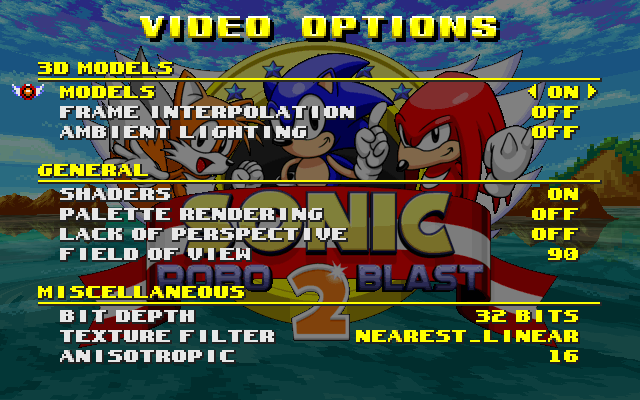 VIDEO OPTIONS
3D MODELS
MODELS ON
FRAME INTERPOLATION OFF
AMBIENT LIGHTING OFF
GENERAL
SHADERS ON
PALETTE RENDERING OFF
LACK OF PERSPECTIVE OFF
FIELD OF VIEW 90
SONIC
ROBO 2 BLAST
MISCELLANEOUS
BIT DEPTH 32 BITS
TEXTURE FILTER NEAREST_LINEAR
ANISOTROPIC 16